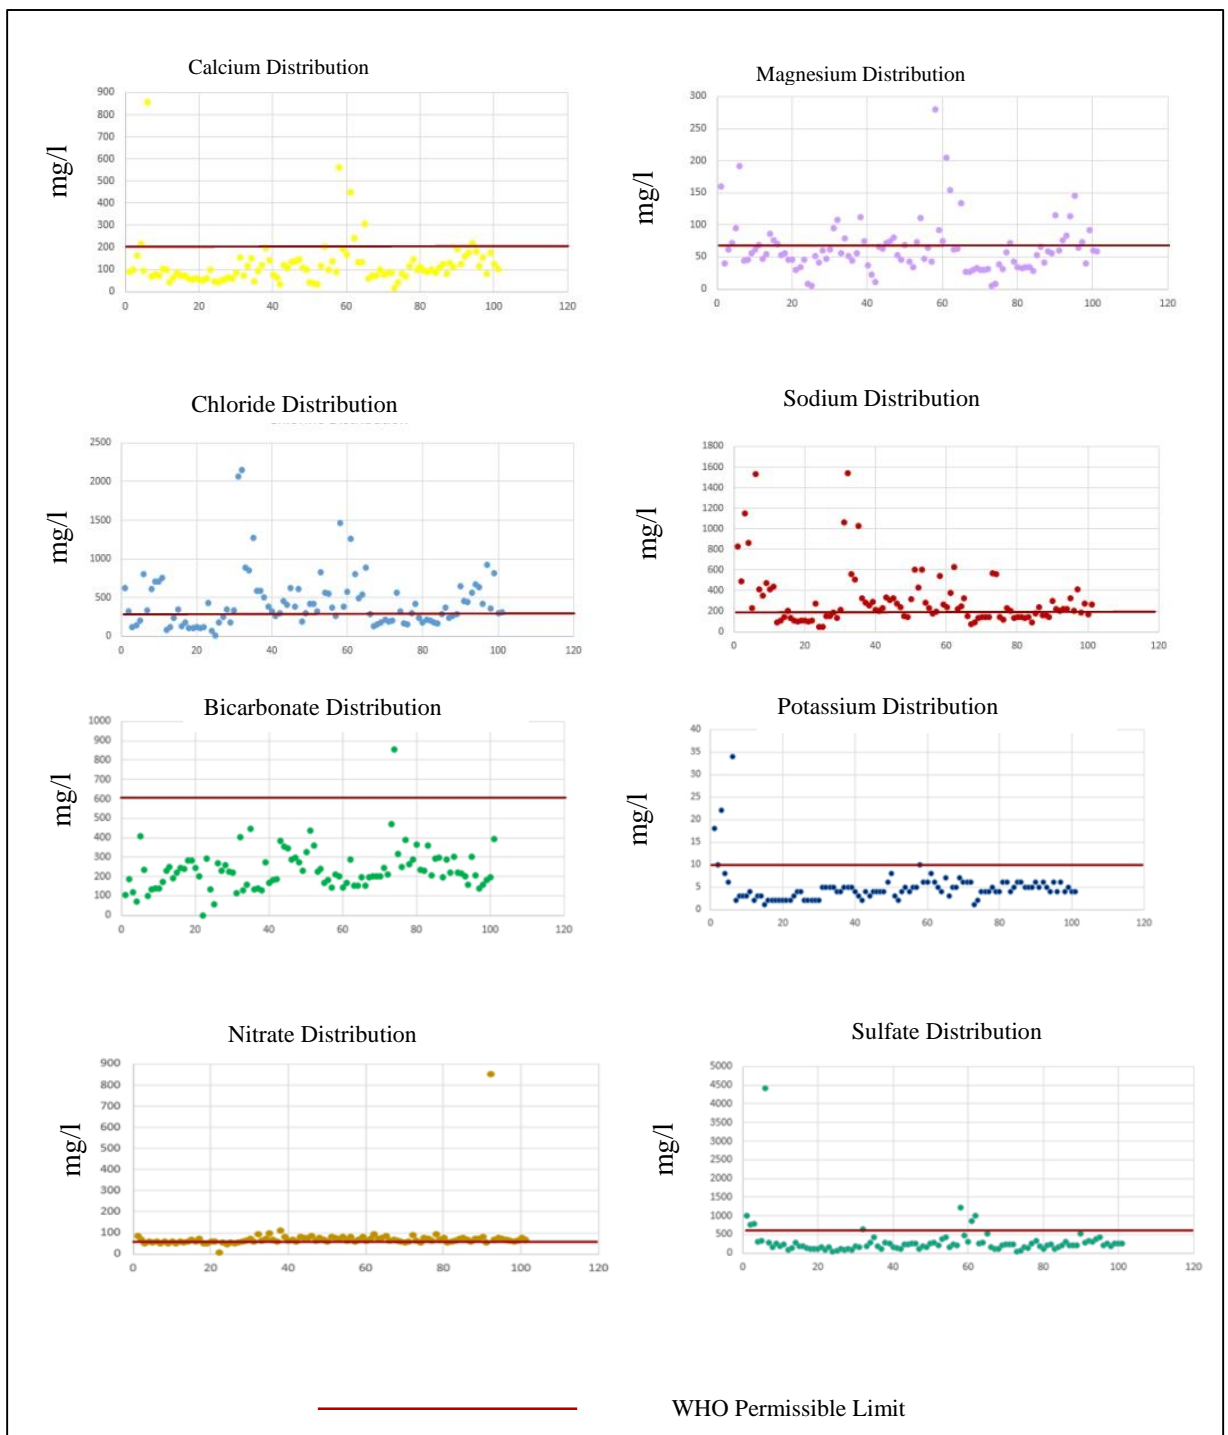 Calcium Distribution
900
800
700
600
500
400
300
200
100
0
0 20 40 60 80 100 120
mg/l
Magnesium Distribution
300
250
200
150
100
50
0
0 20 40 60 80 100 120
mg/l
Chloride Distribution
2500
2000
1500
1000
500
0
0 20 40 60 80 100 120
mg/l
Sodium Distribution
1800
1600
1400
1200
1000
800
600
400
200
0
0 20 40 60 80 100 120
mg/l
Bicarbonate Distribution
1000
900
800
700
600
500
400
300
200
100
0
0 20 40 60 80 100 120
mg/l
Potassium Distribution
40
35
30
25
20
15
10
5
0
0 20 40 60 80 100 120
mg/l
Nitrate Distribution
900
800
700
600
500
400
300
200
100
0
0 20 40 60 80 100 120
mg/l
Sulfate Distribution
5000
4500
4000
3500
3000
2500
2000
1500
1000
500
0
0 20 40 60 80 100 120
mg/l
WHO Permissible Limit